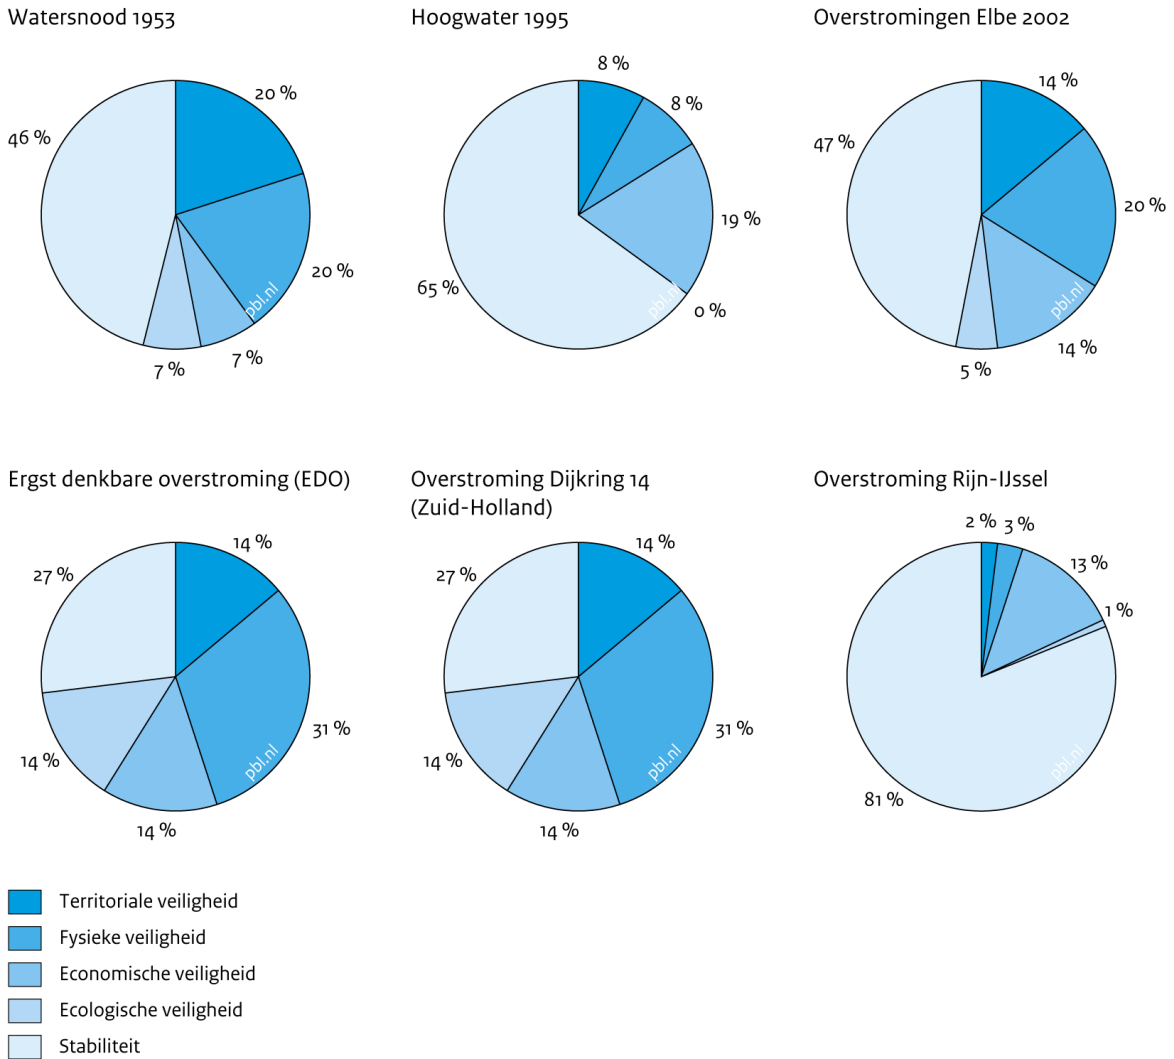 Watersnood 1953
20 %
20 %
7 %
7 %
46 %
pbl.nl
Hoogwater 1995
8 %
8 %
19 %
0 %
65 %
pbl.nl
Overstromingen Elbe 2002
14 %
20 %
14 %
5 %
47 %
pbl.nl
Ergst denkbare overstroming (EDO)
14 %
31 %
14 %
14 %
27 %
pbl.nl
Overstroming Dijkring 14
(Zuid-Holland)
14 %
31 %
14 %
14 %
27 %
pbl.nl
Overstroming Rijn-IJssel
2 %
3 %
13 %
1 %
81 %
pbl.nl
Territoriale veiligheid
Fysieke veiligheid
Economische veiligheid
Ecologische veiligheid
Stabiliteit